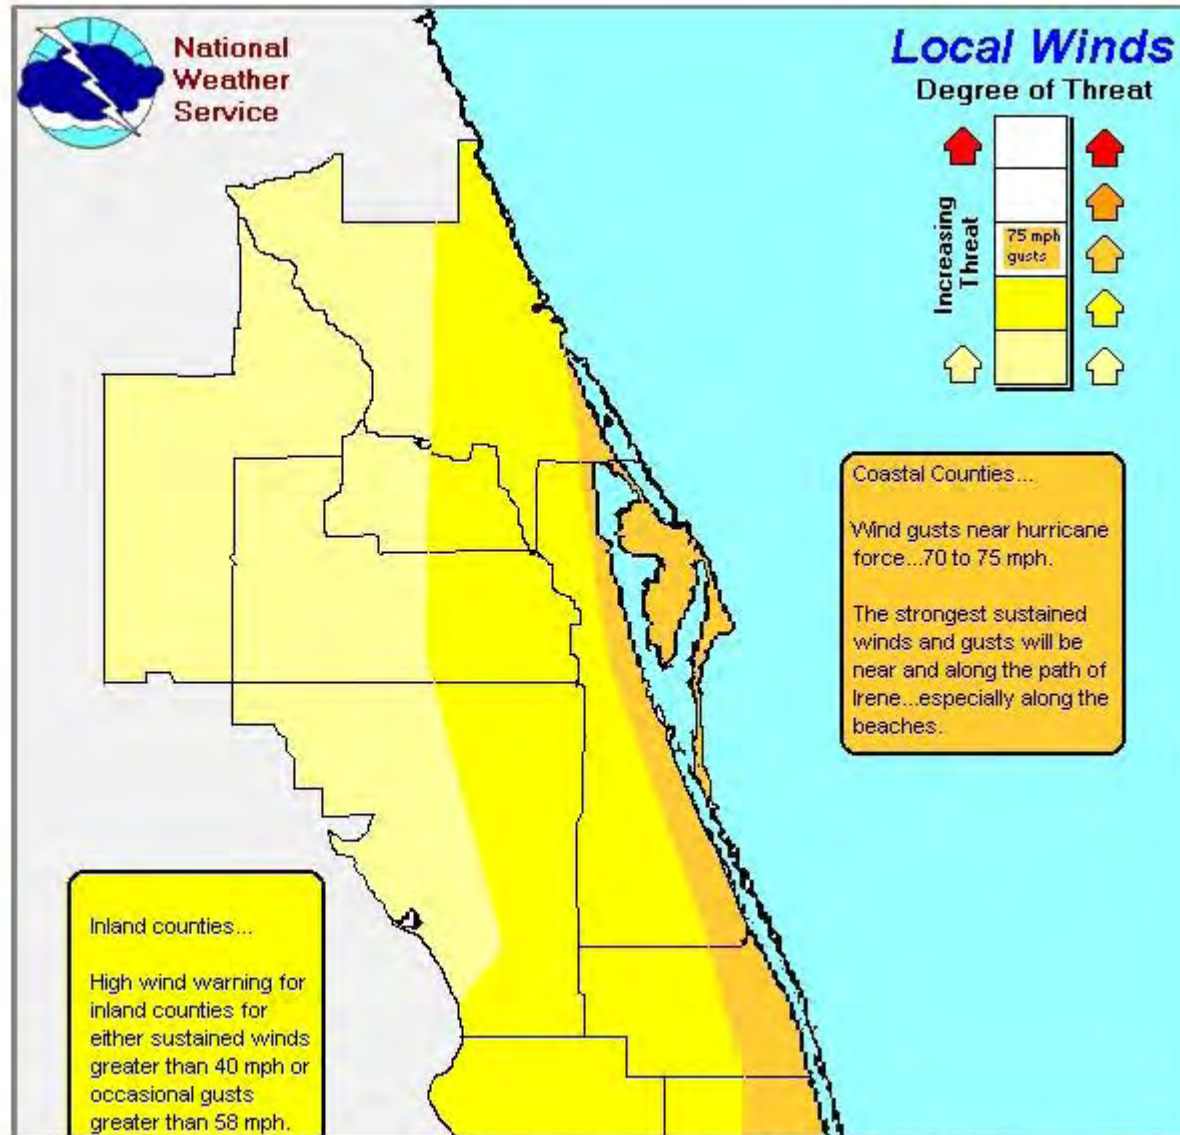 National
Weather
Service
Local Winds
Degree of Threat
Increasing
Threat
75 mph
gusts
Coastal Counties...
Wind gusts near hurricane
force...70 to 75 mph.
The strongest sustained
winds and gusts will be
near and along the path of
Irene...especially along the
beaches.
Inland counties...
High wind warning for
inland counties for
either sustained winds
greater than 40 mph or
occasional gusts
greater than 58 mph.